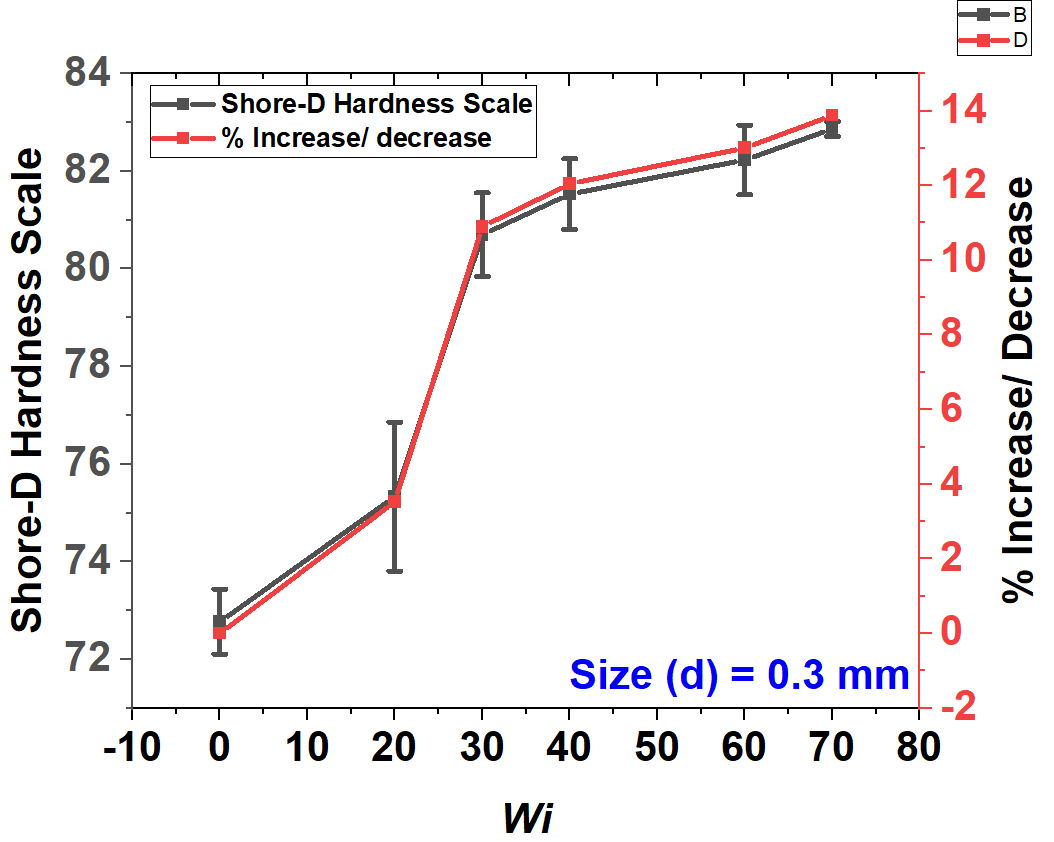 B
D
Shore-D Hardness Scale
% Increase/ decrease
Shore-D Hardness Scale
84
82
80
78
76
74
72
14
12
10
8
6
4
2
0
-2
% Increase/ Decrease
Size (d) = 0.3 mm
-10 0 10 20 30 40 50 60 70 80
Wi